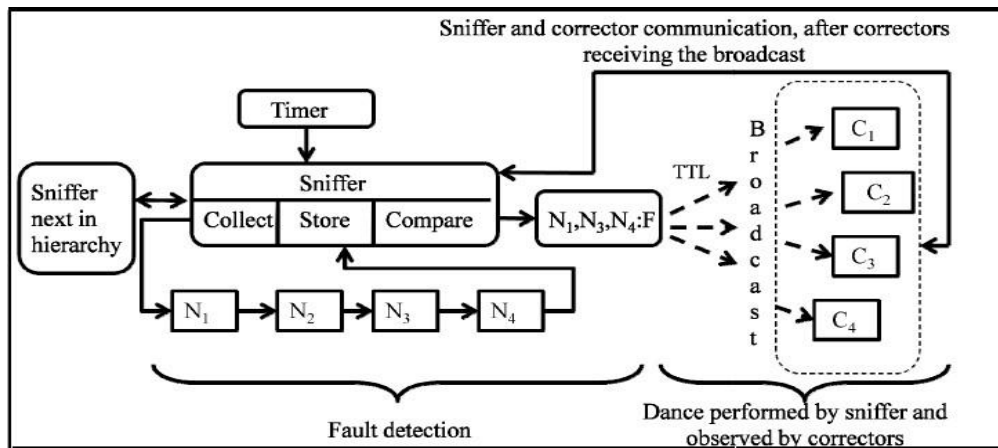 Sniffer and corrector communication, after correctors
receiving the broadcast
Timer
Sniffer
next in
hierarchy
Sniffer
Collect Store Compare
N₁,N₃,N₄:F
TTL
Broadcast
C₁
C₂
C₃
C₄
N₁ N₂ N₃ N₄
Fault detection
Dance performed by sniffer and
observed by correctors